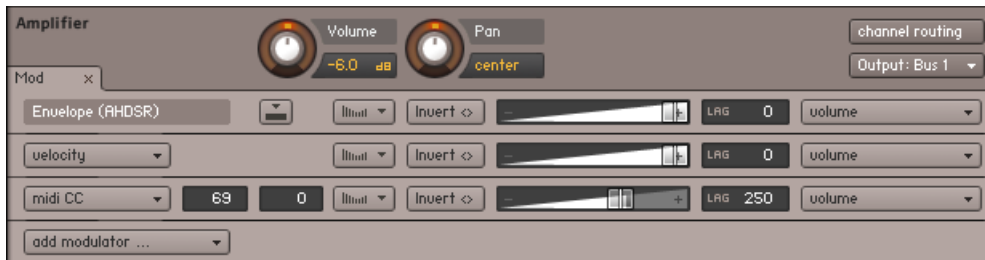 Amplifier
Volume
Pan
channel routing
-6.0 dB
center
Output: Bus 1
Mod x
Envelope (AHDSR)
Invert <>
- +
LAG 0
volume
velocity
Invert <>
- +
LAG 0
volume
midi CC
69
0
Invert <>
- +
LAG 250
volume
add modulator ...